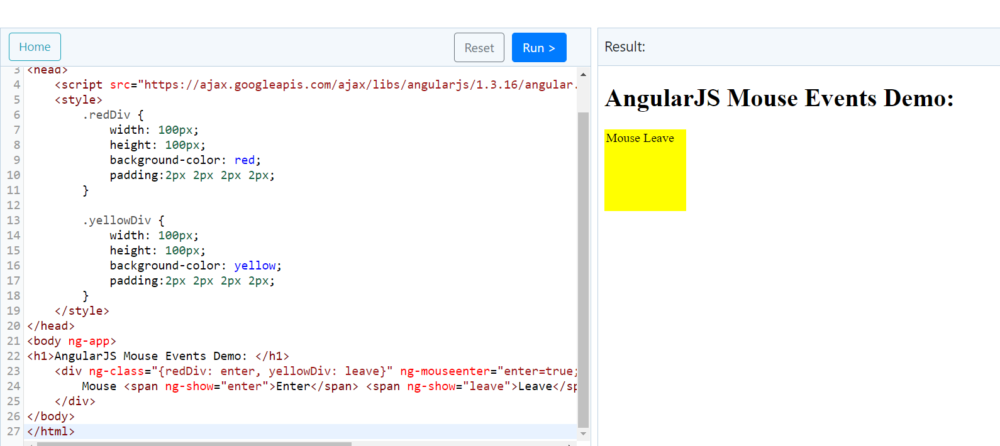 Home
Reset
Run >
3 <head>
4 <script src="https://ajax.googleapis.com/ajax/libs/angularjs/1.3.16/angular.
5 <style>
6 .redDiv {
7 width: 100px;
8 height: 100px;
9 background-color: red;
10 padding:2px 2px 2px 2px;
11 }
12
13 .yellowDiv {
14 width: 100px;
15 height: 100px;
16 background-color: yellow;
17 padding:2px 2px 2px 2px;
18 }
19 </style>
20 </head>
21 <body ng-app>
22 <h1>AngularJS Mouse Events Demo: </h1>
23 <div ng-class="{redDiv: enter, yellowDiv: leave}" ng-mouseenter="enter=true;
24 Mouse <span ng-show="enter">Enter</span> <span ng-show="leave">Leave</sp
25 </div>
26 </body>
27 </html>
Result:
AngularJS Mouse Events Demo:
Mouse Leave